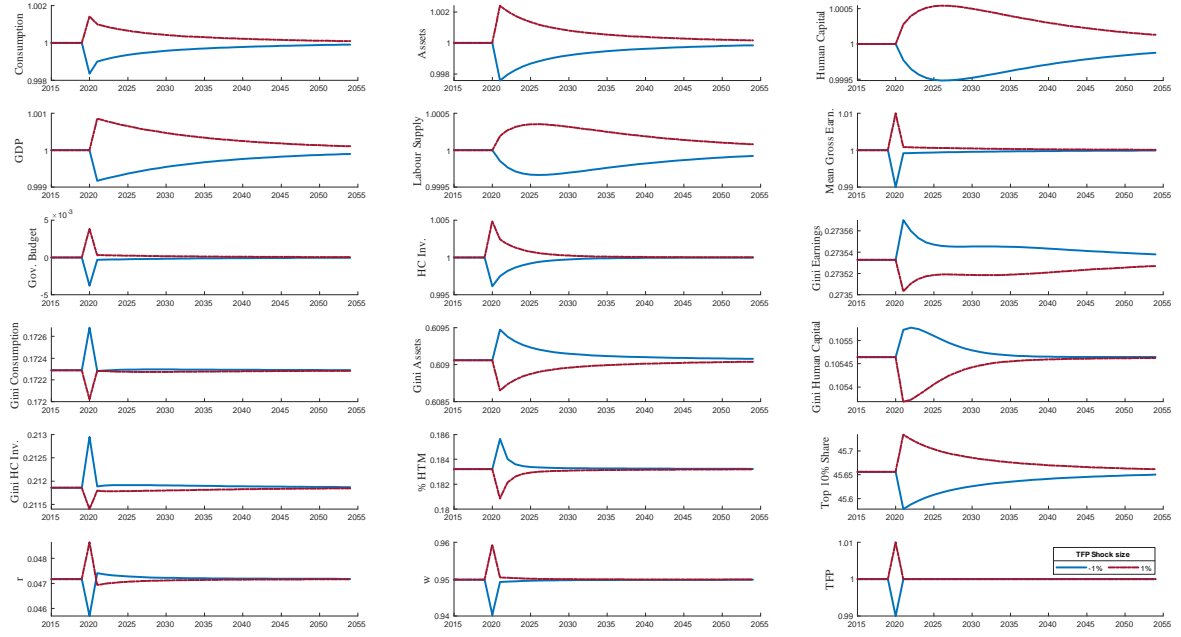 Consumption
1.002
1
0.998
2015 2020 2025 2030 2035 2040 2045 2050 2055
Assets
1.002
1
0.998
2015 2020 2025 2030 2035 2040 2045 2050 2055
Human Capital
1.0005
1
0.9995
2015 2020 2025 2030 2035 2040 2045 2050 2055
GDP
1.001
1
0.999
2015 2020 2025 2030 2035 2040 2045 2050 2055
Labour Supply
1.0005
1
0.9995
2015 2020 2025 2030 2035 2040 2045 2050 2055
Mean Gross Earn.
1.01
1
0.99
2015 2020 2025 2030 2035 2040 2045 2050 2055
Gov. Budget
×10⁻³
5
0
-5
2015 2020 2025 2030 2035 2040 2045 2050 2055
HC Inv.
1.005
1
0.995
2015 2020 2025 2030 2035 2040 2045 2050 2055
Gini Earnings
0.27356
0.27354
0.27352
0.2735
2015 2020 2025 2030 2035 2040 2045 2050 2055
Gini Consumption
0.1726
0.1724
0.1722
0.172
2015 2020 2025 2030 2035 2040 2045 2050 2055
Gini Assets
0.6095
0.609
0.6085
2015 2020 2025 2030 2035 2040 2045 2050 2055
Gini Human Capital
0.1055
0.10545
0.1054
2015 2020 2025 2030 2035 2040 2045 2050 2055
Gini HC Inv.
0.213
0.2125
0.212
0.2115
2015 2020 2025 2030 2035 2040 2045 2050 2055
% HTM
0.186
0.184
0.182
0.18
2015 2020 2025 2030 2035 2040 2045 2050 2055
Top 10% Share
45.7
45.65
45.6
2015 2020 2025 2030 2035 2040 2045 2050 2055
r
0.048
0.047
0.046
2015 2020 2025 2030 2035 2040 2045 2050 2055
w
0.96
0.95
0.94
2015 2020 2025 2030 2035 2040 2045 2050 2055
TFP
1.01
1
0.99
2015 2020 2025 2030 2035 2040 2045 2050 2055
TFP Shock size
-1% 1%